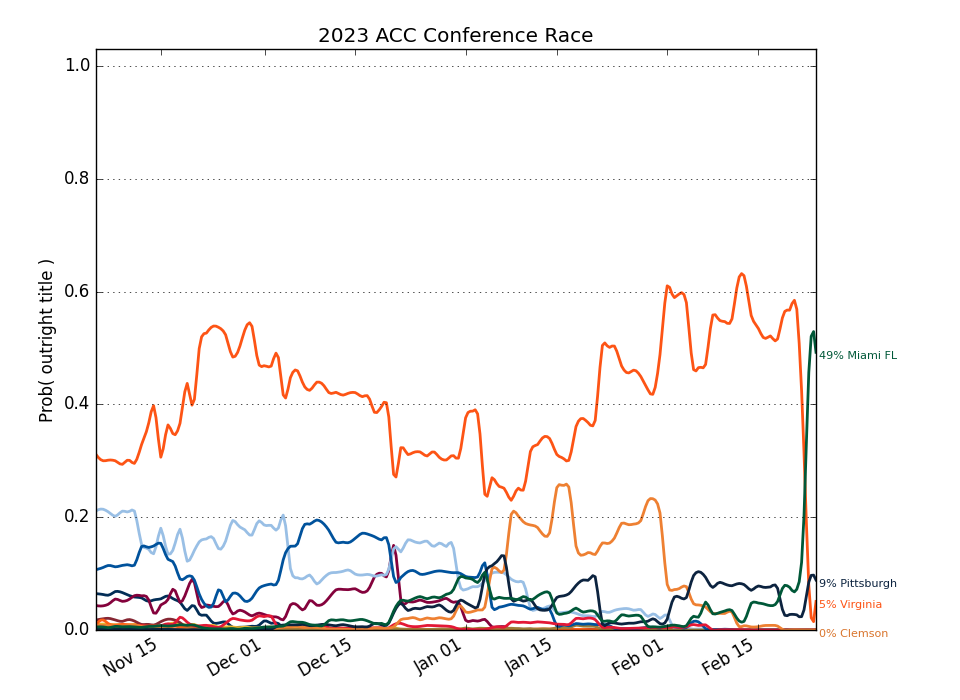 2023 ACC Conference Race
1.0
0.8
0.6
0.4
0.2
0.0
Prob( outright title )
49% Miami FL
9% Pittsburgh
5% Virginia
0% Clemson
Nov 15
Dec 01
Dec 15
Jan 01
Jan 15
Feb 01
Feb 15